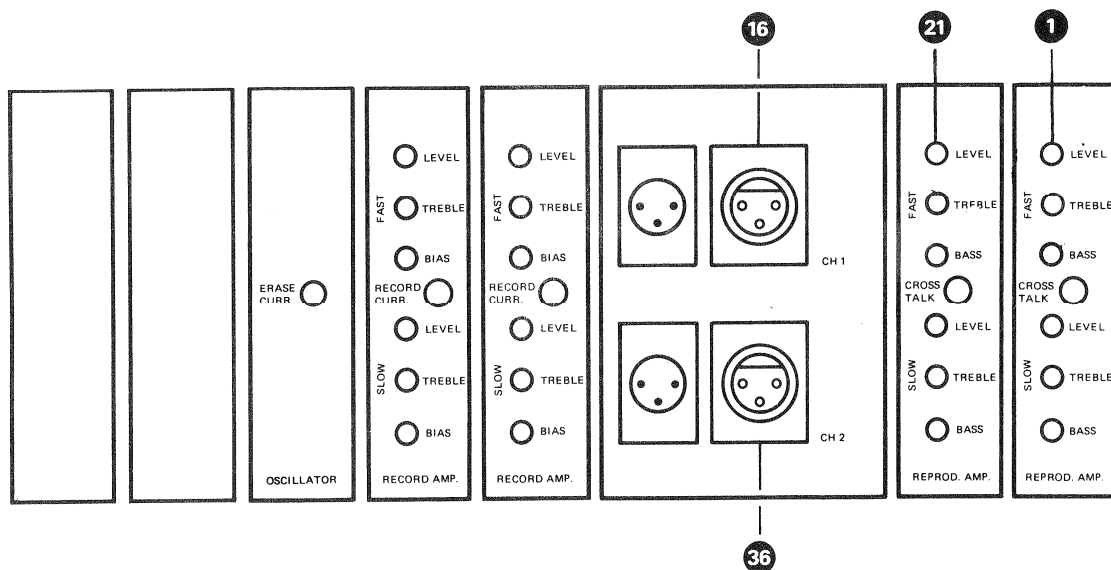 16
21
1
ERASE
CURR.
OSCILLATOR
LEVEL
FAST
TREBLE
BIAS
RECORD
CURR.
LEVEL
SLOW
TREBLE
BIAS
RECORD AMP.
LEVEL
FAST
TREBLE
BIAS
RECORD
CURR.
LEVEL
SLOW
TREBLE
BIAS
RECORD AMP.
CH 1
CH 2
36
LEVEL
FAST
TREBLE
BASS
CROSS
TALK
LEVEL
SLOW
TREBLE
BASS
REPROD. AMP.
LEVEL
FAST
TREBLE
BASS
CROSS
TALK
LEVEL
SLOW
TREBLE
BASS
REPROD. AMP.